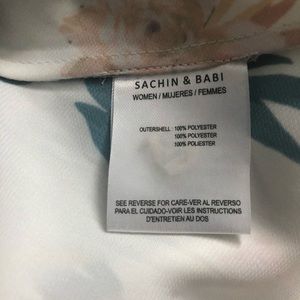 SACHIN & BABI
WOMEN / MUJERES / FEMMES
OUTERSHELL: 100% POLYESTER
100% POLYESTER
100% POLIESTER
SEE REVERSE FOR CARE-VER AL REVERSO
PARA EL CUIDADO-VOIR LES INSTRUCTIONS
D'ENTRETIEN AU DOS